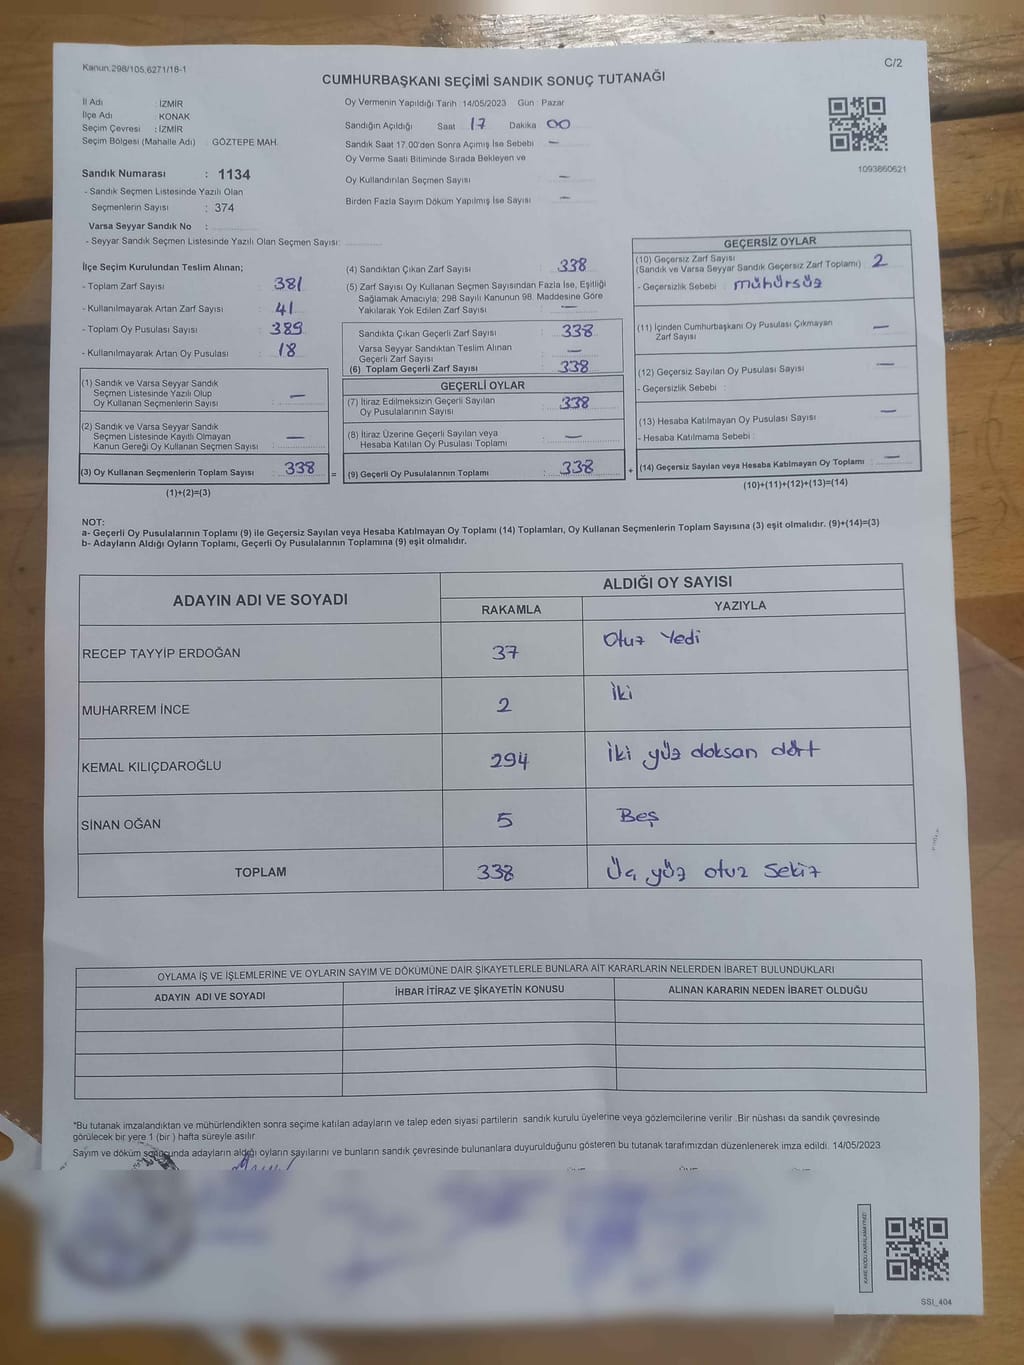 Kanun.298/105,6271/18-1
C/2
CUMHURBAŞKANI SEÇİMİ SANDIK SONUÇ TUTANAĞI
İl Adı : İZMİR
İlçe Adı : KONAK
Seçim Çevresi : İZMİR
Seçim Bölgesi (Mahalle Adı) GÖZTEPE MAH.
Sandık Numarası : 1134
- Sandık Seçmen Listesinde Yazılı Olan
Seçmenlerin Sayısı : 374
Varsa Seyyar Sandık No :
- Seyyar Sandık Seçmen Listesinde Yazılı Olan Seçmen Sayısı:
Oy Vermenin Yapıldığı Tarih :14/05/2023 Gün : Pazar
Sandığın Açıldığı Saat 17 Dakika 00
Sandık Saat 17.00'den Sonra Açımış İse Sebebi —
Oy Verme Saati Bitiminde Sırada Bekleyen ve
Oy Kullandırılan Seçmen Sayısı —
Birden Fazla Sayım Döküm Yapılmış İse Sayısı —
1093860621
İlçe Seçim Kurulundan Teslim Alınan;
- Toplam Zarf Sayısı : 381
- Kullanılmayarak Artan Zarf Sayısı : 41
- Toplam Oy Pusulası Sayısı : 389
- Kullanılmayarak Artan Oy Pusulası : 18
(1) Sandık ve Varsa Seyyar Sandık
Seçmen Listesinde Yazılı Olup
Oy Kullanan Seçmenlerin Sayısı : —
(2) Sandık ve Varsa Seyyar Sandık
Seçmen Listesinde Kayıtlı Olmayan
Kanun Gereği Oy Kullanan Seçmen Sayısı : —
(3) Oy Kullanan Seçmenlerin Toplam Sayısı : 338 =
(1)+(2)=(3)
(4) Sandıktan Çıkan Zarf Sayısı : 338
(5) Zarf Sayısı Oy Kullanan Seçmen Sayısından Fazla İse, Eşitliği
Sağlamak Amacıyla; 298 Sayılı Kanunun 98. Maddesine Göre
Yakılarak Yok Edilen Zarf Sayısı : —
Sandıkta Çıkan Geçerli Zarf Sayısı : 338
Varsa Seyyar Sandıktan Teslim Alınan
Geçerli Zarf Sayısı : —
(6) Toplam Geçerli Zarf Sayısı : 338
GEÇERLİ OYLAR
(7) İtiraz Edilmeksizin Geçerli Sayılan
Oy Pusulalarının Sayısı : 338
(8) İtiraz Üzerine Geçerli Sayılan veya
Hesaba Katılan Oy Pusulası Toplamı : —
(9) Geçerli Oy Pusulalarının Toplamı : 338 +
GEÇERSİZ OYLAR
(10) Geçersiz Zarf Sayısı
(Sandık ve Varsa Seyyar Sandık Geçersiz Zarf Toplamı) : 2
- Geçersizlik Sebebi : mühürsüz
(11) İçinden Cumhurbaşkanı Oy Pusulası Çıkmayan
Zarf Sayısı : —
(12) Geçersiz Sayılan Oy Pusulası Sayısı : —
- Geçersizlik Sebebi :
(13) Hesaba Katılmayan Oy Pusulası Sayısı : —
- Hesaba Katılmama Sebebi :
(14) Geçersiz Sayılan veya Hesaba Katılmayan Oy Toplamı : —
(10)+(11)+(12)+(13)=(14)
NOT:
a- Geçerli Oy Pusulalarının Toplamı (9) ile Geçersiz Sayılan veya Hesaba Katılmayan Oy Toplamı (14) Toplamları, Oy Kullanan Seçmenlerin Toplam Sayısına (3) eşit olmalıdır. (9)+(14)=(3)
b- Adayların Aldığı Oyların Toplamı, Geçerli Oy Pusulalarının Toplamına (9) eşit olmalıdır.
ADAYIN ADI VE SOYADI
ALDIĞI OY SAYISI
RAKAMLA YAZIYLA
RECEP TAYYİP ERDOĞAN 37 Otuz Yedi
MUHARREM İNCE 2 İki
KEMAL KILIÇDAROĞLU 294 İki yüz doksan dört
SİNAN OĞAN 5 Beş
TOPLAM 338 Üç yüz otuz sekiz
OYLAMA İŞ VE İŞLEMLERİNE VE OYLARIN SAYIM VE DÖKÜMÜNE DAİR ŞİKAYETLERLE BUNLARA AİT KARARLARIN NELERDEN İBARET BULUNDUKLARI
ADAYIN ADI VE SOYADI İHBAR İTİRAZ VE ŞİKAYETİN KONUSU ALINAN KARARIN NEDEN İBARET OLDUĞU
*Bu tutanak imzalandıktan ve mühürlendikten sonra seçime katılan adayların ve talep eden siyasi partilerin sandık kurulu üyelerine veya gözlemcilerine verilir .Bir nüshası da sandık çevresinde
görülecek bir yere 1 (bir ) hafta süreyle asılır
Sayım ve döküm sonucunda adayların aldığı oyların sayılarını ve bunların sandık çevresinde bulunanlara duyurulduğunu gösteren bu tutanak tarafımızdan düzenlenerek imza edildi. 14/05/2023
KARE KODU KARALAMAYINIZ!
SSI_404